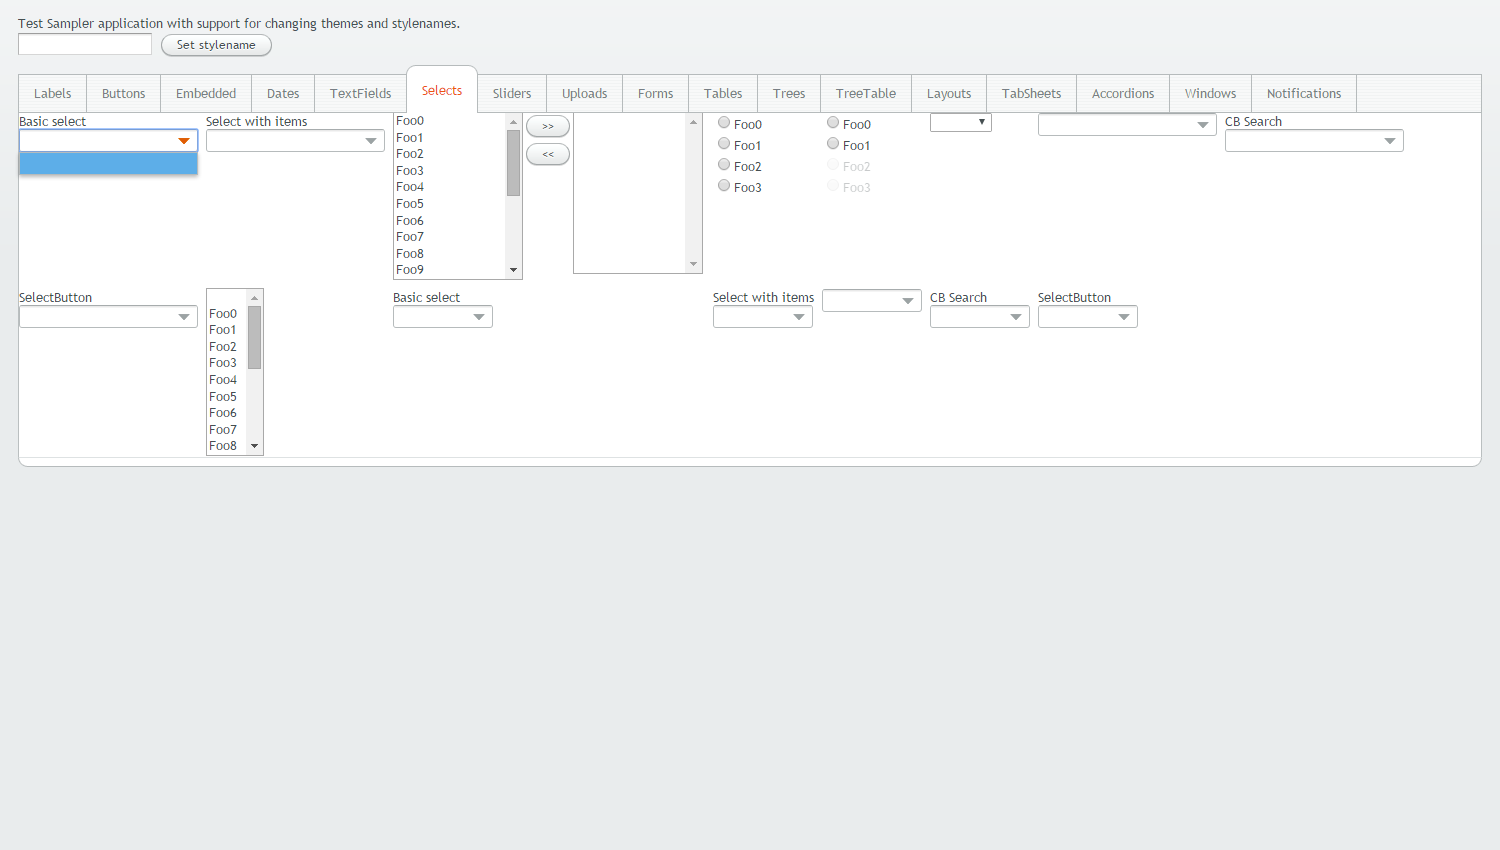 Test Sampler application with support for changing themes and stylenames.
Set stylename
Labels Buttons Embedded Dates TextFields Selects Sliders Uploads Forms Tables Trees TreeTable Layouts TabSheets Accordions Windows Notifications
Basic select
Select with items
Foo0
Foo1
Foo2
Foo3
Foo4
Foo5
Foo6
Foo7
Foo8
Foo9
>>
<<
Foo0
Foo1
Foo2
Foo3
Foo0
Foo1
Foo2
Foo3
CB Search
SelectButton
Foo0
Foo1
Foo2
Foo3
Foo4
Foo5
Foo6
Foo7
Foo8
Basic select
Select with items
CB Search
SelectButton